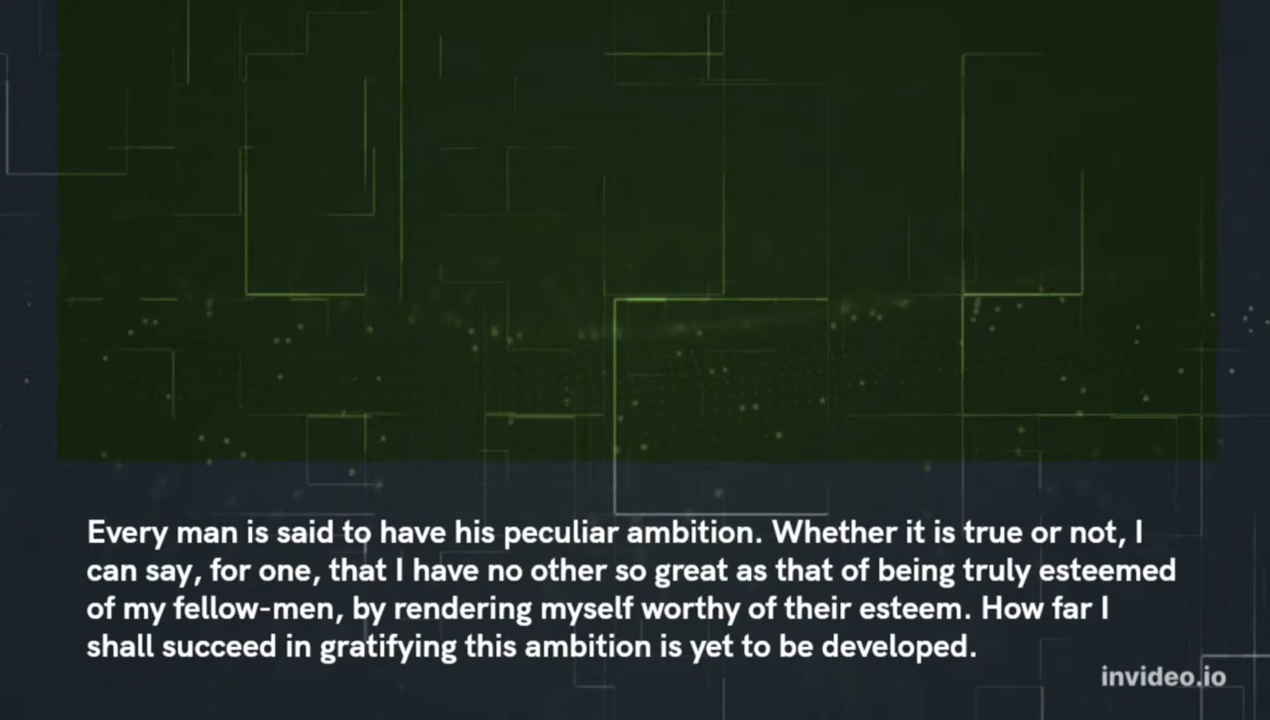 Every man is said to have his peculiar ambition. Whether it is true or not, I
can say, for one, that I have no other so great as that of being truly esteemed
of my fellow-men, by rendering myself worthy of their esteem. How far I
shall succeed in gratifying this ambition is yet to be developed.
invideo.io